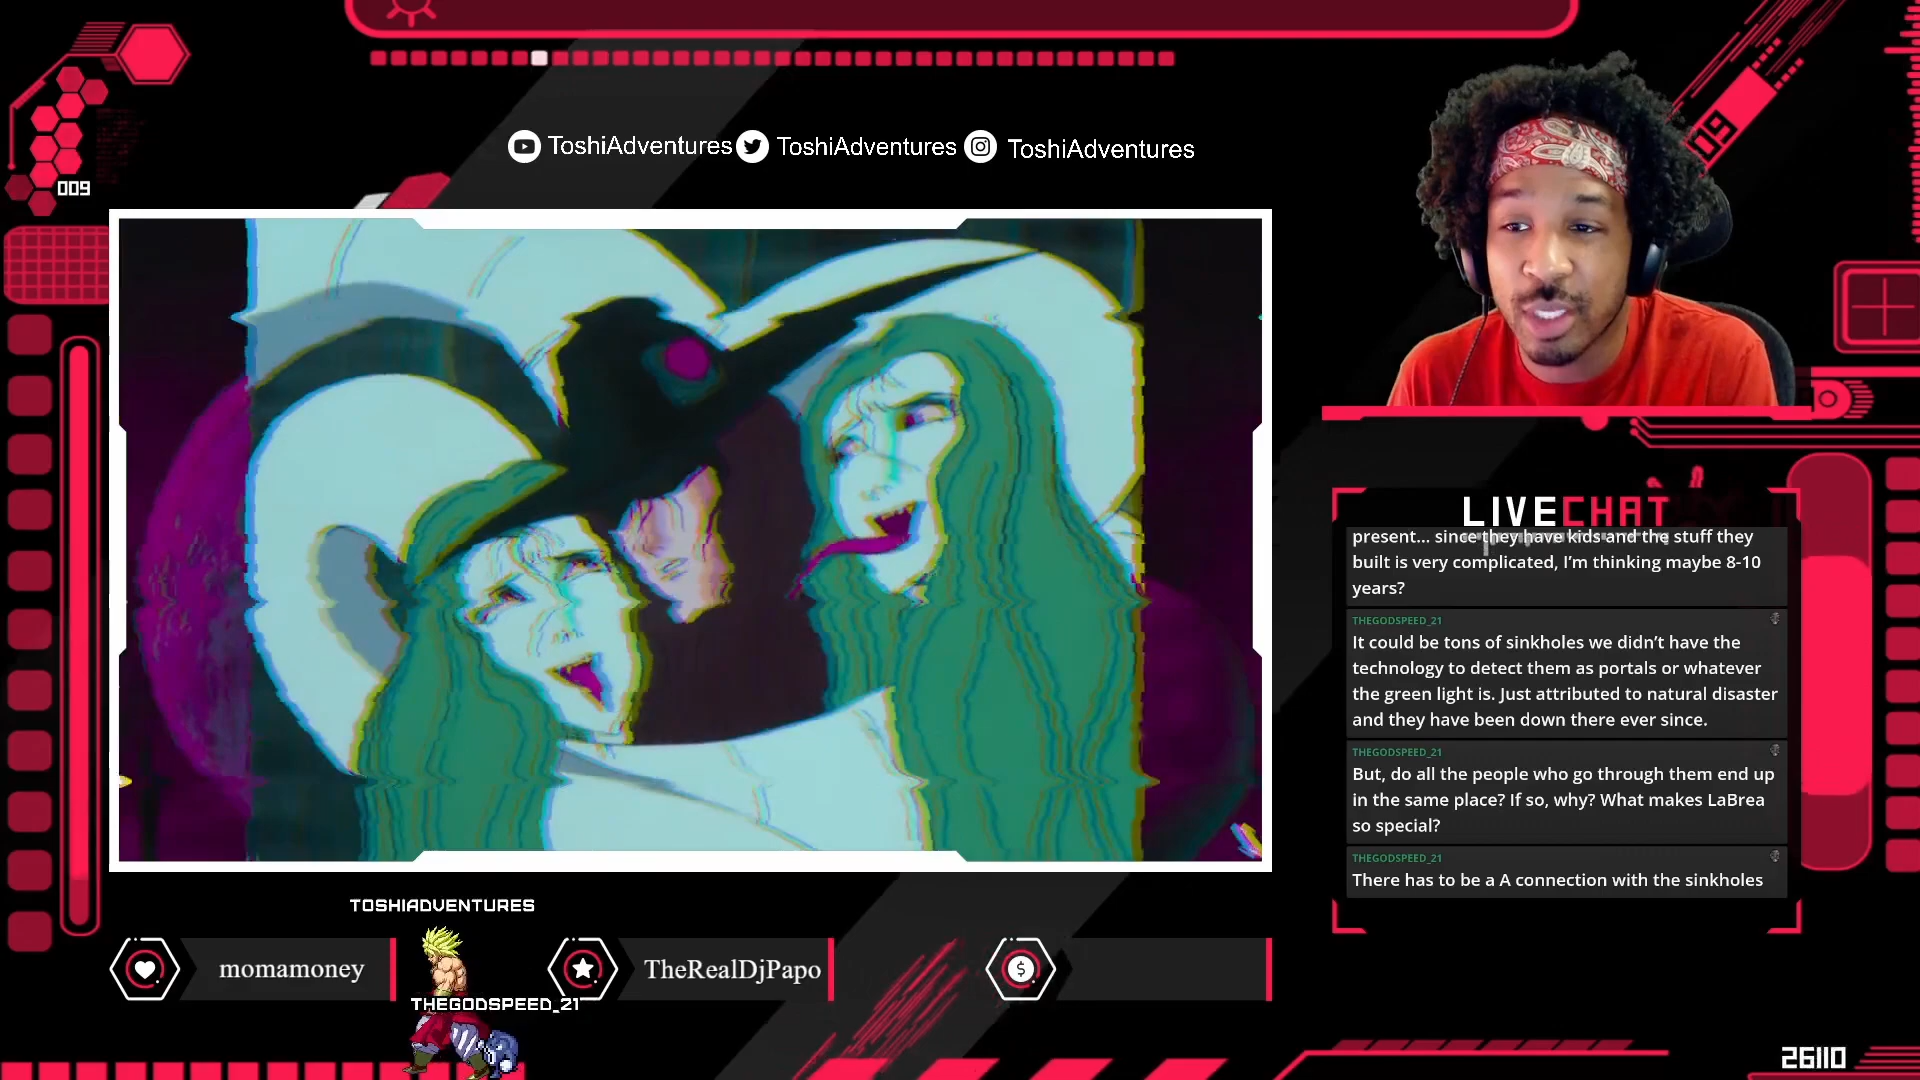 009
ToshiAdventures ToshiAdventures ToshiAdventures
09
LIVECHAT
present... since they have kids and the stuff they
built is very complicated, I'm thinking maybe 8-10
years?
THEGODSPEED_21
It could be tons of sinkholes we didn't have the
technology to detect them as portals or whatever
the green light is. Just attributed to natural disaster
and they have been down there ever since.
THEGODSPEED_21
But, do all the people who go through them end up
in the same place? If so, why? What makes LaBrea
so special?
THEGODSPEED_21
There has to be a A connection with the sinkholes
TOSHIADVENTURES
momamoney
TheRealDjPapo
THEGODSPEED_21
26110